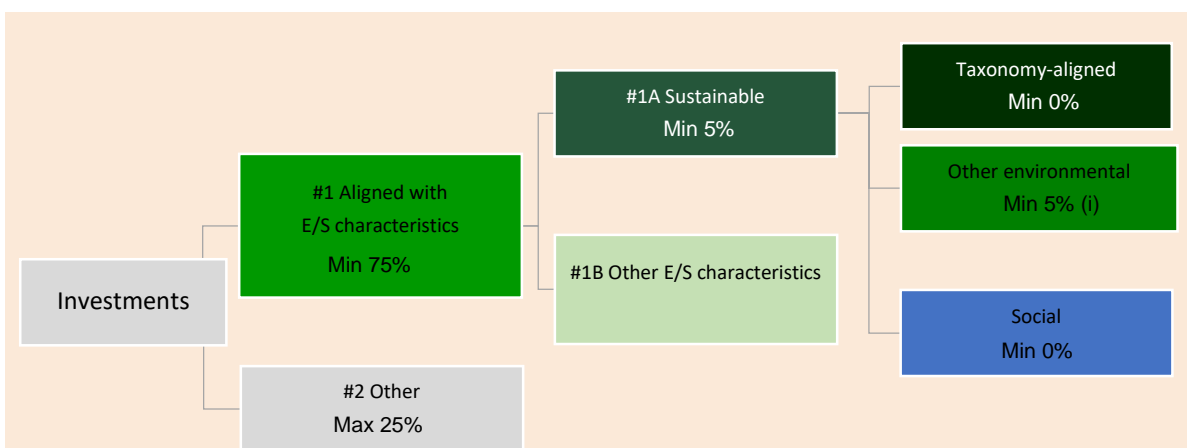 Investments
#1 Aligned with
E/S characteristics
Min 75%
#2 Other
Max 25%
#1A Sustainable
Min 5%
#1B Other E/S characteristics
Taxonomy-aligned
Min 0%
Other environmental
Min 5% (i)
Social
Min 0%